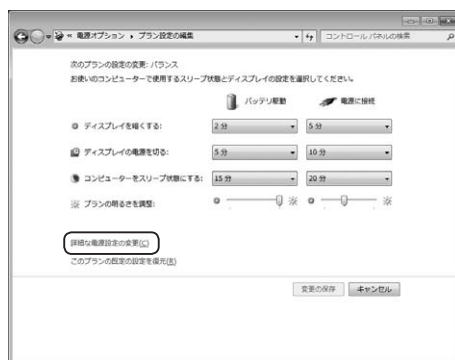 « 電源オプション ▸ プラン設定の編集
コントロール パネルの検索
次のプランの設定の変更: バランス
お使いのコンピューターで使用するスリープ状態とディスプレイの設定を選択してください。
バッテリ駆動 電源に接続
ディスプレイを暗くする: 2 分 5 分
ディスプレイの電源を切る: 5 分 10 分
コンピューターをスリープ状態にする: 15 分 20 分
プランの明るさを調整:
詳細な電源設定の変更(C)
このプランの既定の設定を復元(R)
変更の保存 キャンセル